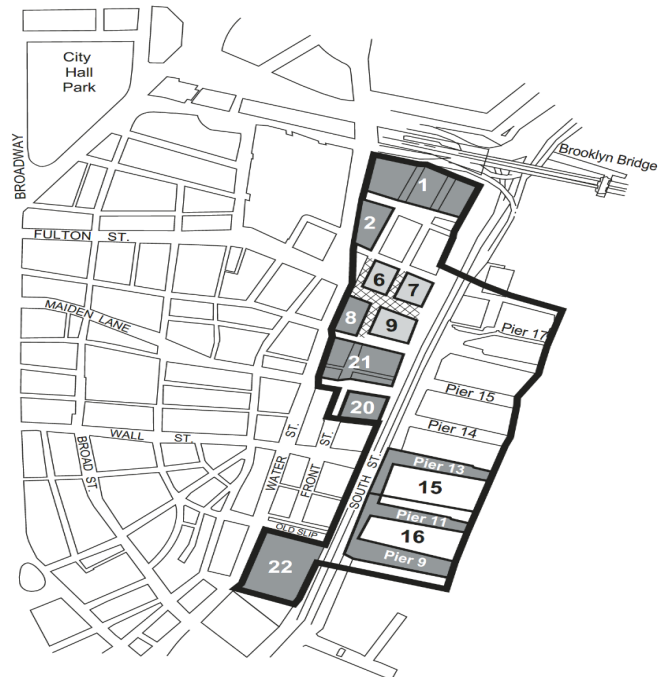 City
Hall
Park
BROADWAY
Brooklyn Bridge
1
2
FULTON ST.
6
7
MAIDEN LANE
8
9
Pier 17
21
Pier 15
20
WALL ST.
BROAD ST.
WATER ST.
FRONT ST.
SOUTH ST.
Pier 14
Pier 13
15
Pier 11
16
OLD SLIP
Pier 9
22